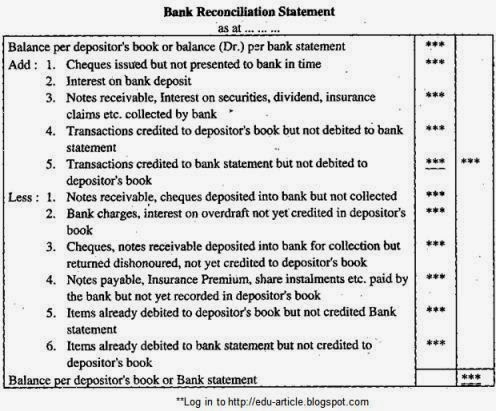 Bank Reconciliation Statement
as at ... ... ...
Balance per depositor's book or balance (Dr.) per bank statement ***
Add : 1. Cheques issued but not presented to bank in time ***
2. Interest on bank deposit
3. Notes receivable, Interest on securities, dividend, insurance ***
claims etc. collected by bank
4. Transactions credited to depositor's book but not debited to bank ***
statement
5. Transactions credited to bank statement but not debited to *** ***
depositor's book
Less : 1. Notes receivable, cheques deposited into bank but not collected ***
2. Bank charges, interest on overdraft not yet credited in depositor's ***
book
3. Cheques, notes receivable deposited into bank for collection but ***
returned dishonoured, not yet credited to depositor's book
4. Notes payable, Insurance Premium, share instalments etc. paid by ***
the bank but not yet recorded in depositor's book
5. Items already debited to depositor's book but not credited Bank ***
statement
6. Items already debited to bank statement but not credited to ***
depositor's book
Balance per depositor's book or Bank statement ***
**Log in to http://edu-article.blogspot.com